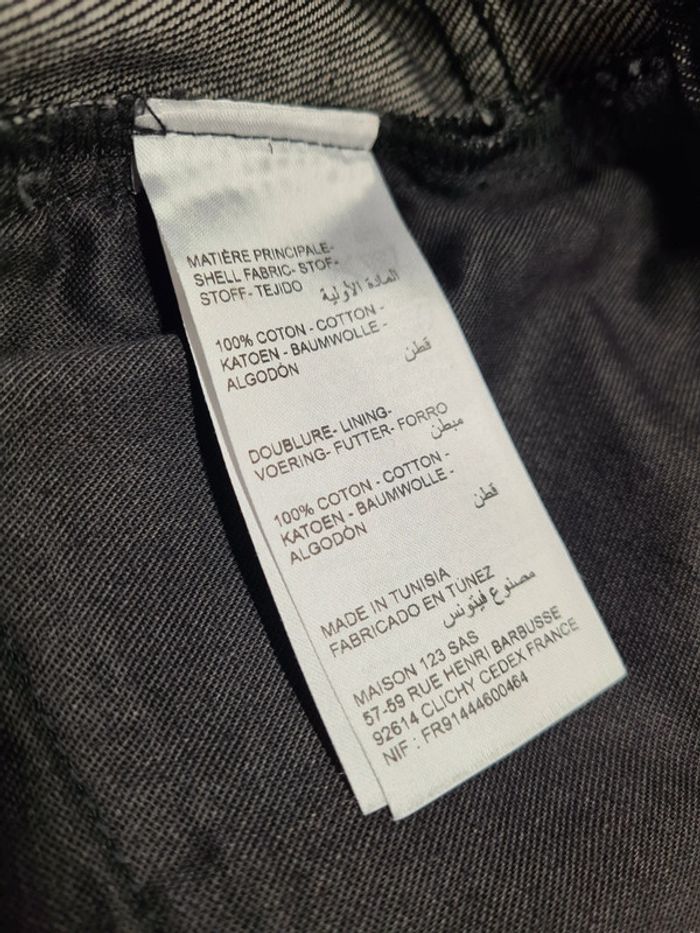 MATIÈRE PRINCIPALE-
SHELL FABRIC- STOF-
STOFF- TEJIDO
المادة الأولية
100% COTON - COTTON -
KATOEN - BAUMWOLLE -
ALGODÓN
قطن
DOUBLURE- LINING-
VOERING- FUTTER- FORRO
مبطن
100% COTON - COTTON -
KATOEN - BAUMWOLLE -
ALGODÓN
قطن
MADE IN TUNISIA
FABRICADO EN TÚNEZ
مصنوع فيتونس
MAISON 123 SAS
57-59 RUE HENRI BARBUSSE
92614 CLICHY CEDEX FRANCE
NIF : FR91444600464